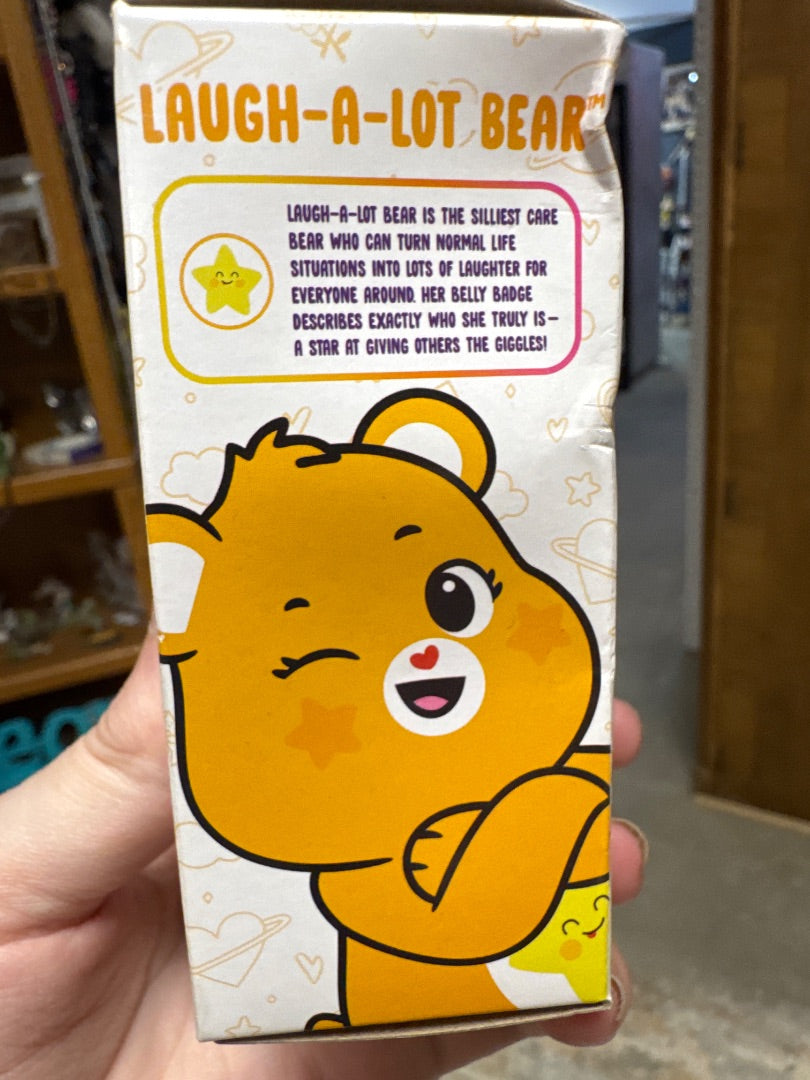 LAUGH-A-LOT BEAR™
LAUGH-A-LOT BEAR IS THE SILLIEST CARE
BEAR WHO CAN TURN NORMAL LIFE
SITUATIONS INTO LOTS OF LAUGHTER FOR
EVERYONE AROUND. HER BELLY BADGE
DESCRIBES EXACTLY WHO SHE TRULY IS—
A STAR AT GIVING OTHERS THE GIGGLES!